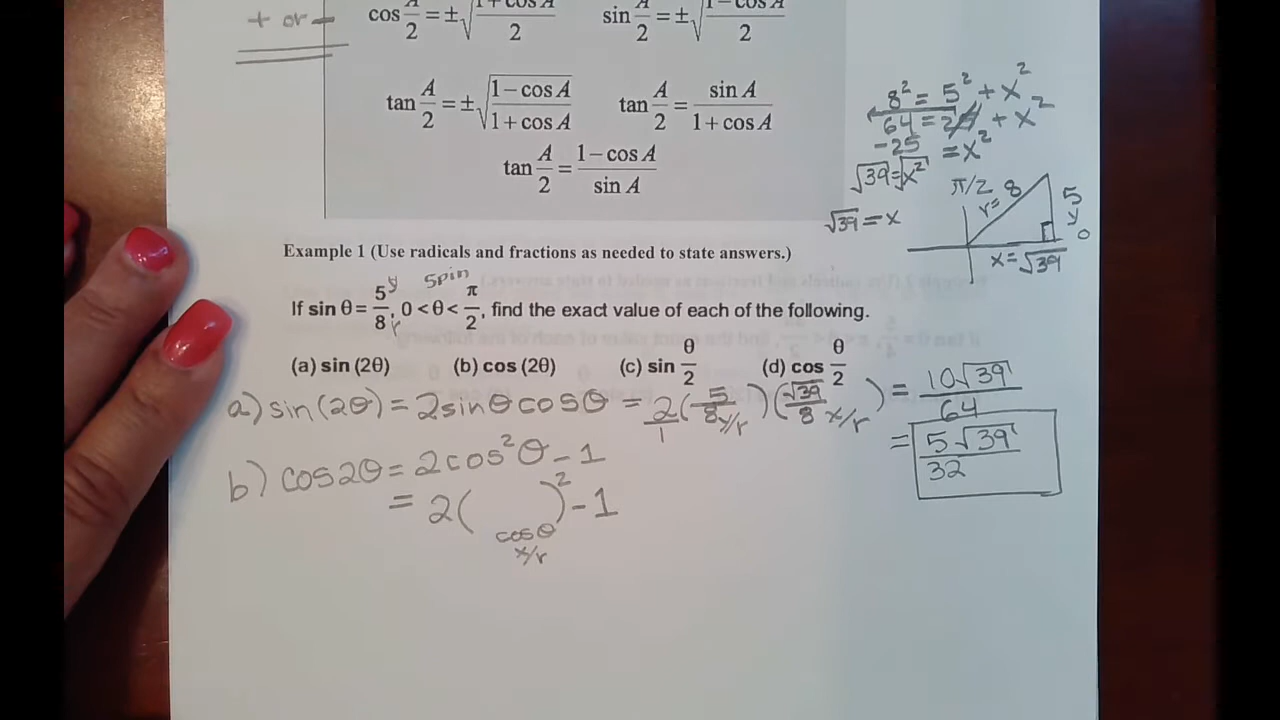 + or -
cos A/2 = ±√((1+cos A)/2) sin A/2 = ±√((1−cos A)/2)
tan A/2 = ±√((1−cos A)/(1+cos A)) tan A/2 = sin A/(1+cos A)
tan A/2 = (1−cos A)/sin A
8² = 5² + x²
64 = 25 + x²
-25 = x²
√39 = √x²
√39 = x
π/2
r = 8
5
y
0
x = √39
Example 1 (Use radicals and fractions as needed to state answers.)
y spin
If sin θ = 5/8, 0 < θ < π/2, find the exact value of each of the following.
r
(a) sin (2θ) (b) cos (2θ) (c) sin θ/2 (d) cos θ/2
a) sin(2θ) = 2sinθcosθ = 2/1 (5/8 y/r) (√39/8 x/r) = 10√39/64
= 5√39/32
b) cos2θ = 2cos²θ - 1
= 2( )² - 1
cosθ
x/r